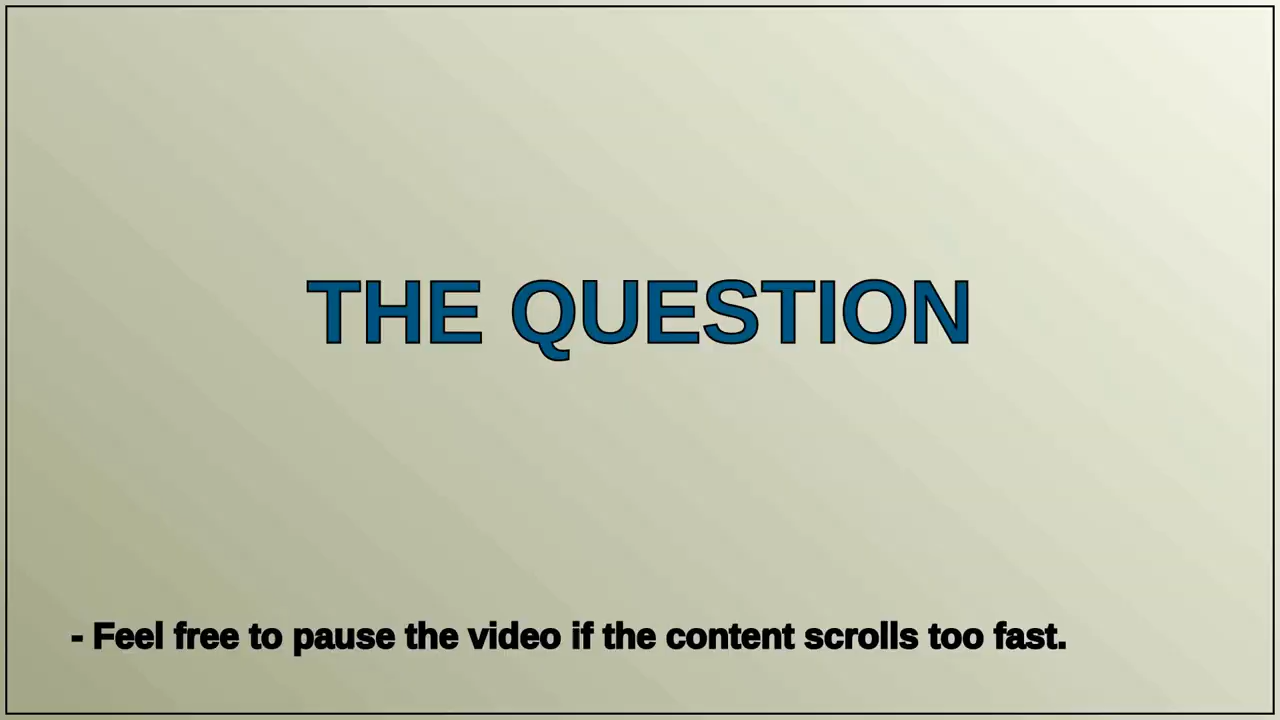 THE QUESTION
- Feel free to pause the video if the content scrolls too fast.